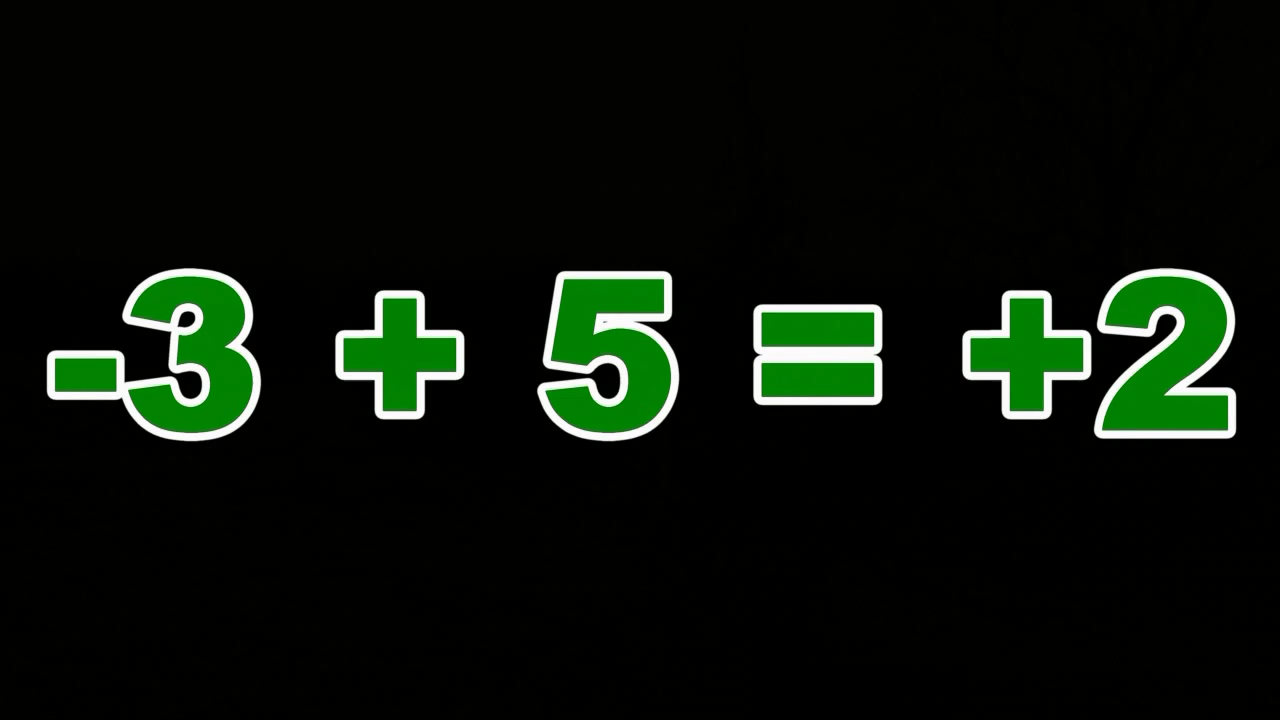 -3 + 5 = +2